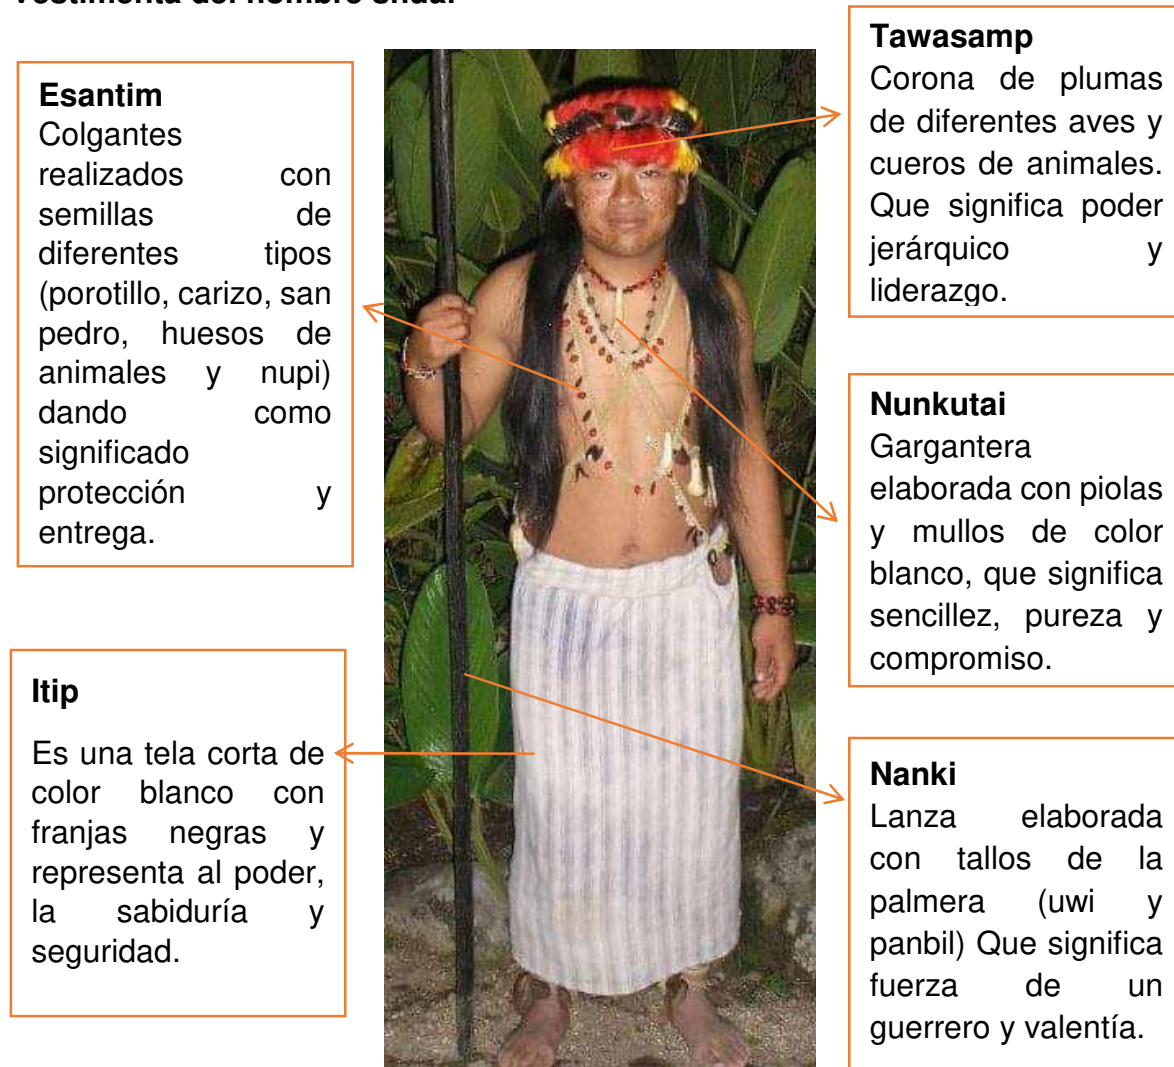 Vestimenta del hombre shuar.
Esantim
Colgantes
realizados con
semillas de
diferentes tipos
(porotillo, carizo, san
pedro, huesos de
animales y nupi)
dando como
significado
protección y
entrega.
Itip
Es una tela corta de
color blanco con
franjas negras y
representa al poder,
la sabiduría y
seguridad.
Tawasamp
Corona de plumas
de diferentes aves y
cueros de animales.
Que significa poder
jerárquico y
liderazgo.
Nunkutai
Gargantera
elaborada con piolas
y mullos de color
blanco, que significa
sencillez, pureza y
compromiso.
Nanki
Lanza elaborada
con tallos de la
palmera (uwi y
panbil) Que significa
fuerza de un
guerrero y valentía.